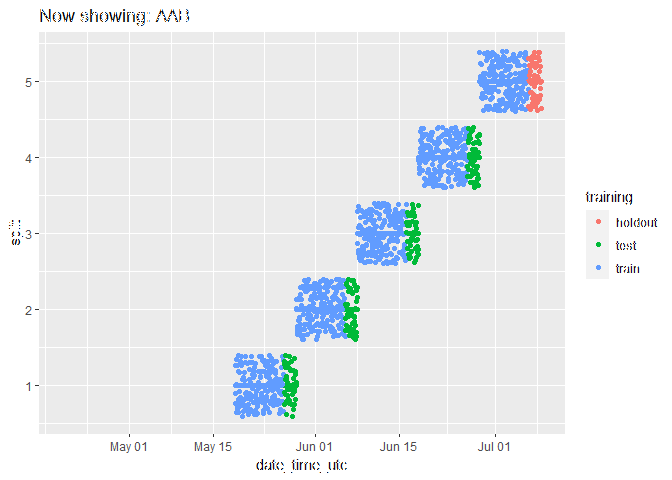 Now showing: AAB
5
4
3
2
1
May 01
May 15
Jun 01
Jun 15
Jul 01
date_time_utc
training
holdout
test
train